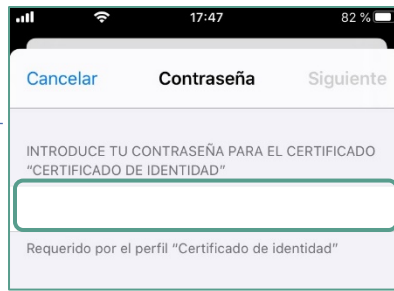 17:47
82 %
Cancelar
Contraseña
Siguiente
INTRODUCE TU CONTRASEÑA PARA EL CERTIFICADO
"CERTIFICADO DE IDENTIDAD"
Requerido por el perfil "Certificado de identidad"